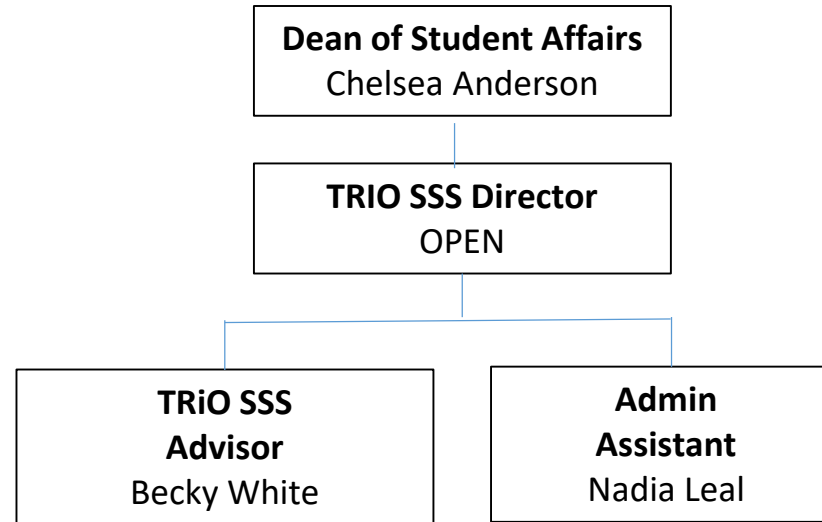 Dean of Student Affairs
Chelsea Anderson
TRIO SSS Director
OPEN
TRiO SSS
Advisor
Becky White
Admin
Assistant
Nadia Leal